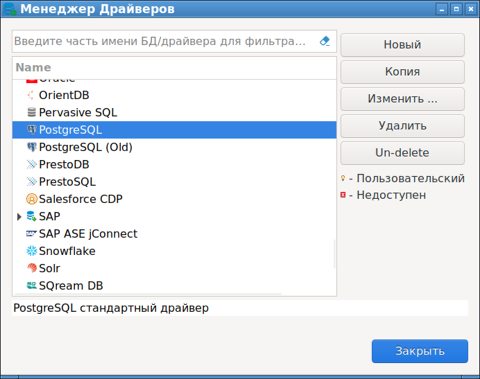 Менеджер Драйверов
Введите часть имени БД/драйвера для фильтра...
Name
Oracle
OrientDB
Pervasive SQL
PostgreSQL
PostgreSQL (Old)
PrestoDB
PrestoSQL
Salesforce CDP
SAP
SAP ASE jConnect
Snowflake
Solr
SQream DB
Новый
Копия
Изменить ...
Удалить
Un-delete
- Пользовательский
- Недоступен
PostgreSQL стандартный драйвер
Закрыть